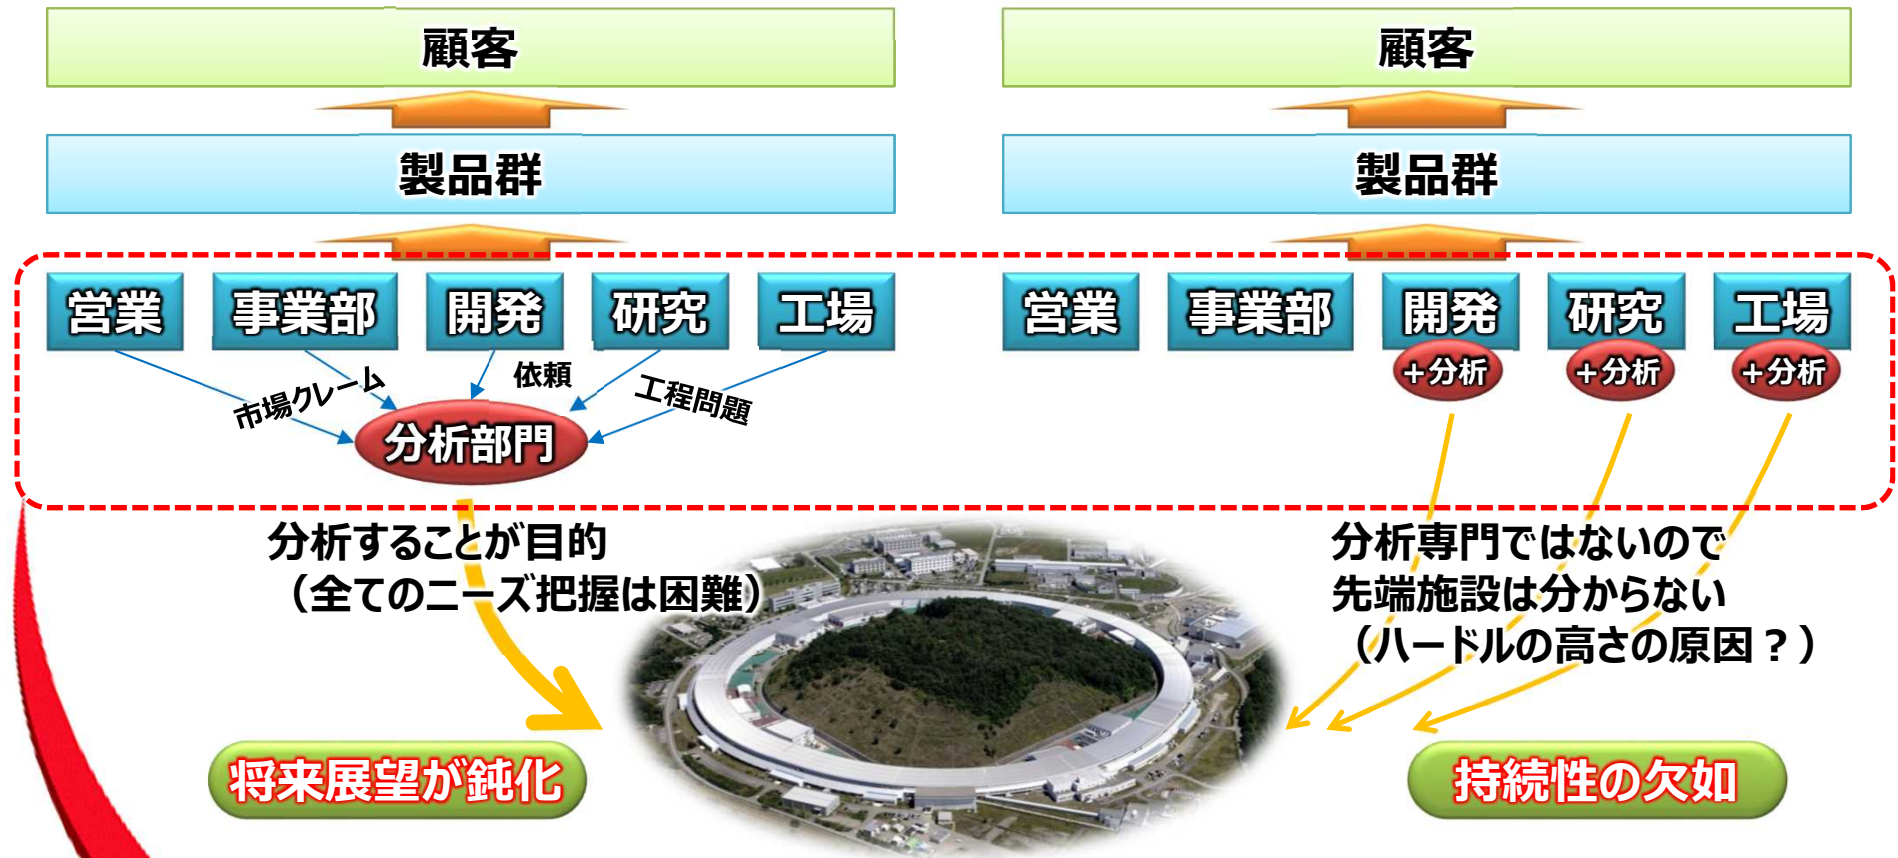 顧客
製品群
営業
事業部
開発
研究
工場
市場クレーム
依頼
工程問題
分析部門
分析することが目的
（全てのニーズ把握は困難）
将来展望が鈍化
顧客
製品群
営業
事業部
開発
研究
工場
+分析
+分析
+分析
分析専門ではないので
先端施設は分からない
（ハードルの高さの原因？）
持続性の欠如